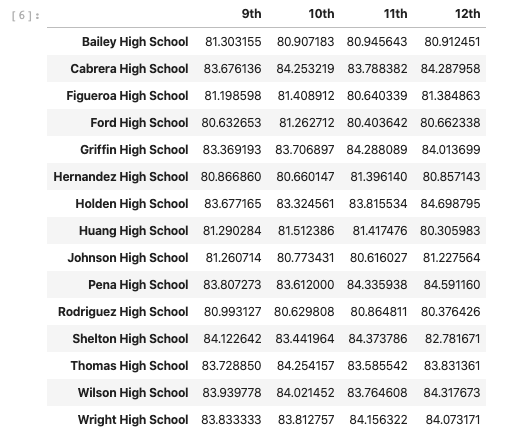 [6]: 9th 10th 11th 12th
Bailey High School 81.303155 80.907183 80.945643 80.912451
Cabrera High School 83.676136 84.253219 83.788382 84.287958
Figueroa High School 81.198598 81.408912 80.640339 81.384863
Ford High School 80.632653 81.262712 80.403642 80.662338
Griffin High School 83.369193 83.706897 84.288089 84.013699
Hernandez High School 80.866860 80.660147 81.396140 80.857143
Holden High School 83.677165 83.324561 83.815534 84.698795
Huang High School 81.290284 81.512386 81.417476 80.305983
Johnson High School 81.260714 80.773431 80.616027 81.227564
Pena High School 83.807273 83.612000 84.335938 84.591160
Rodriguez High School 80.993127 80.629808 80.864811 80.376426
Shelton High School 84.122642 83.441964 84.373786 82.781671
Thomas High School 83.728850 84.254157 83.585542 83.831361
Wilson High School 83.939778 84.021452 83.764608 84.317673
Wright High School 83.833333 83.812757 84.156322 84.073171